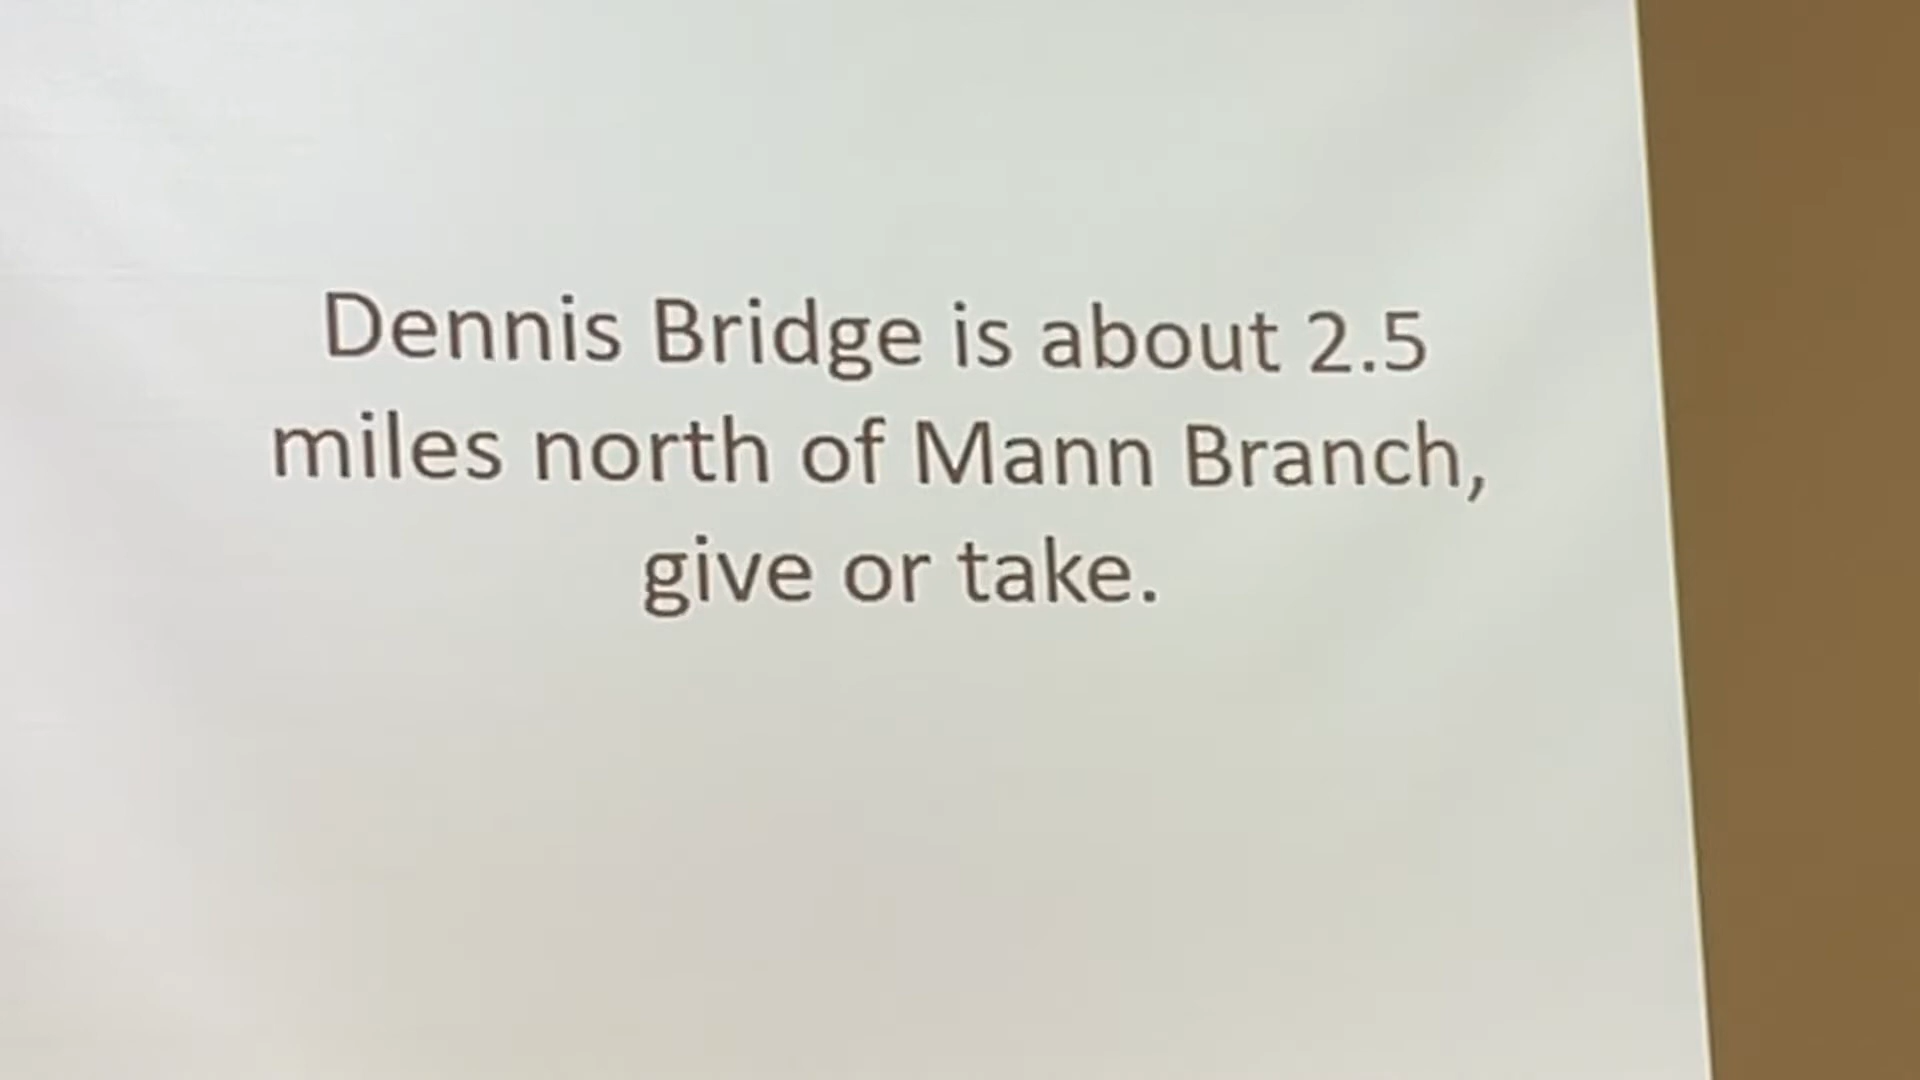 Dennis Bridge is about 2.5
miles north of Mann Branch,
give or take.